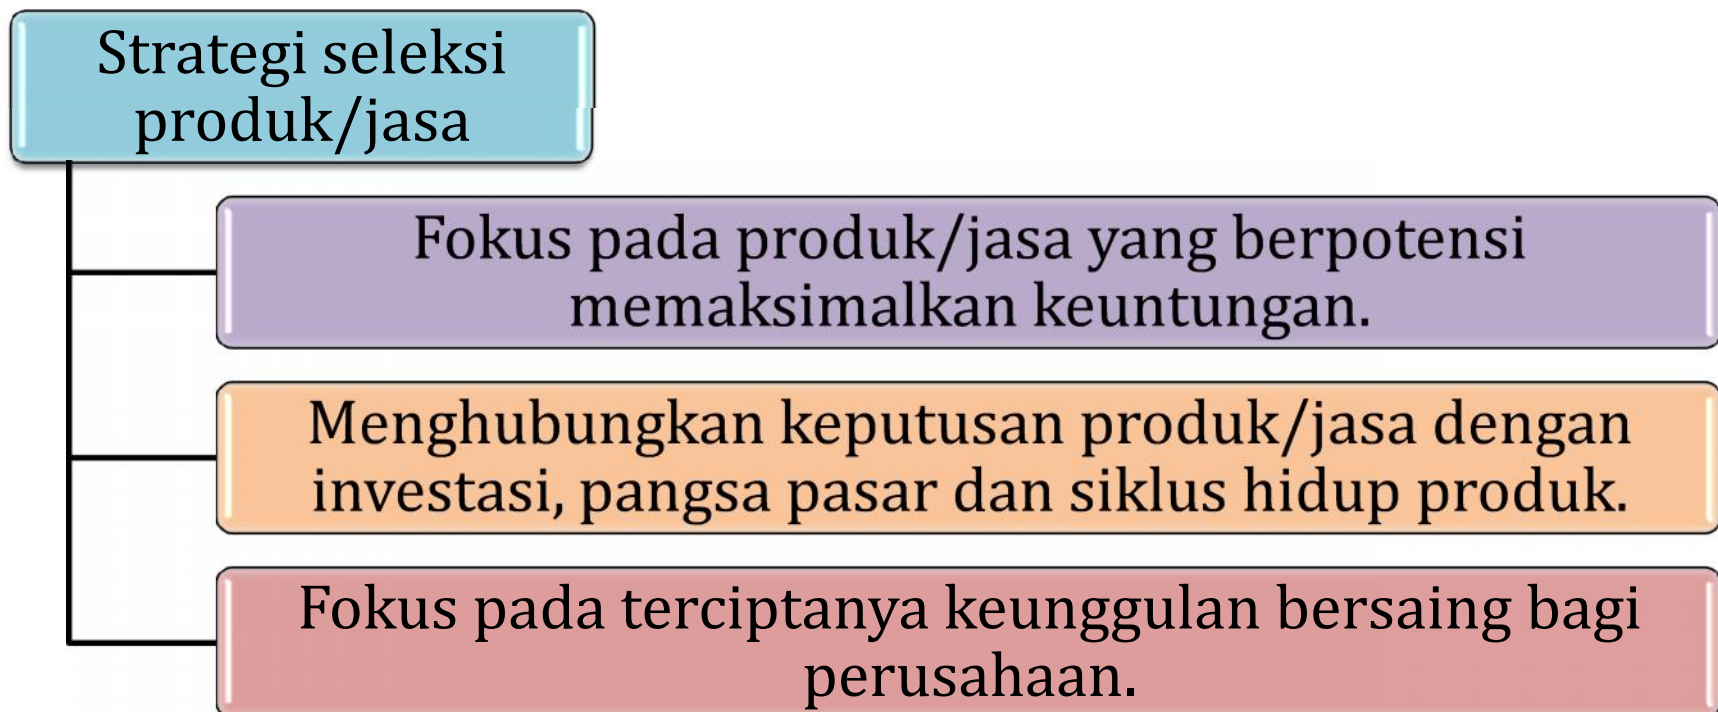 Strategi seleksi
produk/jasa
Fokus pada produk/jasa yang berpotensi
memaksimalkan keuntungan.
Menghubungkan keputusan produk/jasa dengan
investasi, pangsa pasar dan siklus hidup produk.
Fokus pada terciptanya keunggulan bersaing bagi
perusahaan.